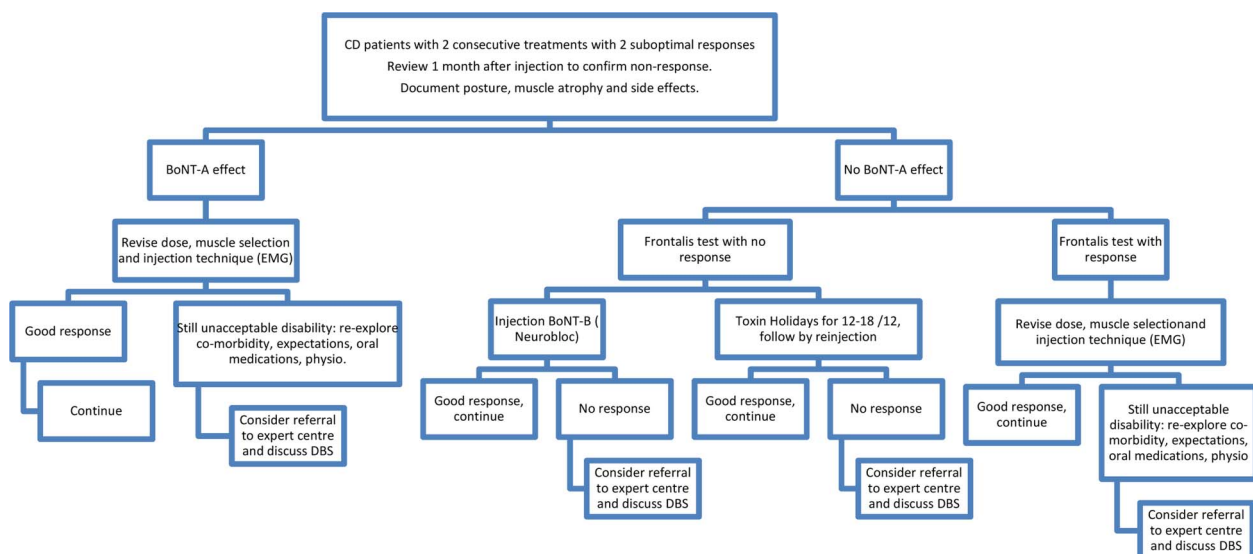 CD patients with 2 consecutive treatments with 2 suboptimal responses
Review 1 month after injection to confirm non-response.
Document posture, muscle atrophy and side effects.
BoNT-A effect
No BoNT-A effect
Revise dose, muscle selection
and injection technique (EMG)
Frontalis test with no
response
Frontalis test with
response
Good response
Still unacceptable disability: re-explore
co-morbidity, expectations, oral
medications, physio.
Injection BoNT-B (
Neurobloc)
Toxin Holidays for 12-18 /12,
follow by reinjection
Revise dose, muscle selectionand
injection technique (EMG)
Continue
Consider referral
to expert centre
and discuss DBS
Good response,
continue
No response
Good response,
continue
No response
Good response,
continue
Still unacceptable
disability: re-explore co-
morbidity, expectations,
oral medications, physio
Consider referral
to expert centre
and discuss DBS
Consider referral
to expert centre
and discuss DBS
Consider referral
to expert centre
and discuss DBS